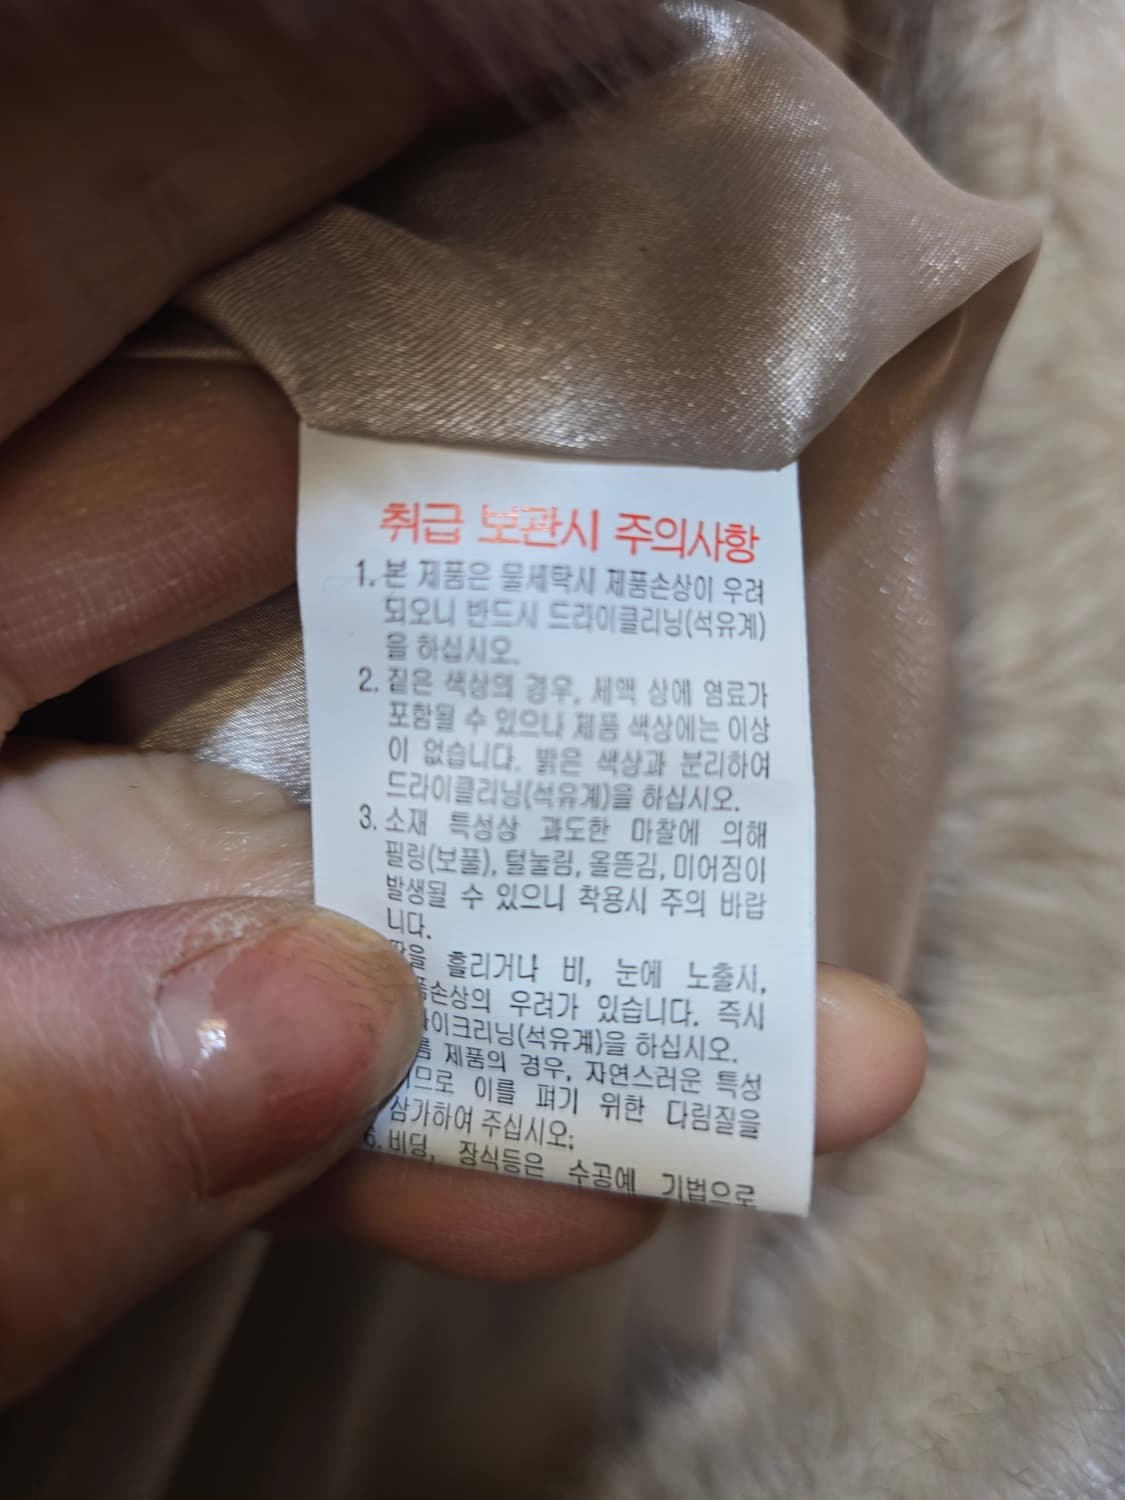 취급 보관시 주의사항
1. 본 제품은 물세탁시 제품손상이 우려
되오니 반드시 드라이클리닝(석유계)
을 하십시오.
2. 짙은 색상의 경우, 세액 상에 염료가
포함될 수 있으나 제품 색상에는 이상
이 없습니다. 밝은 색상과 분리하여
드라이클리닝(석유계)을 하십시오.
3. 소재 특성상 과도한 마찰에 의해
필링(보풀), 털눌림, 올뜯김, 미어짐이
발생될 수 있으니 착용시 주의 바랍
니다.
땀을 흘리거나 비, 눈에 노출시,
손상의 우려가 있습니다. 즉시
이크리닝(석유계)을 하십시오.
제품의 경우, 자연스러운 특성
므로 이를 펴기 위한 다림질을
삼가하여 주십시오;
6. 비딩, 장식등은 수공예 기법으로